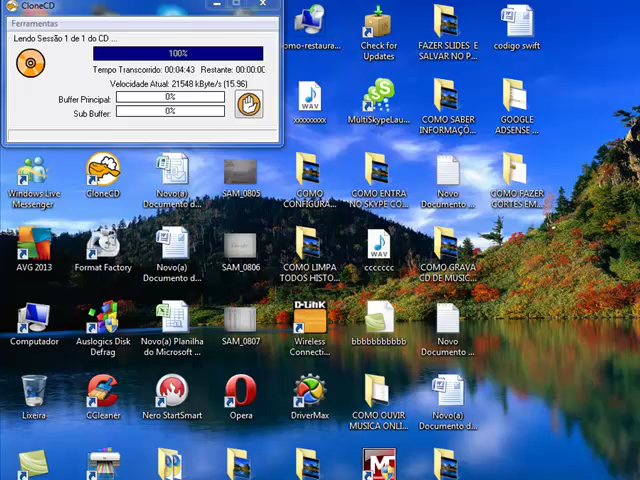 CloneCD
Ferramentas
Lendo Sessão 1 de 1 do CD ...
100%
Tempo Transcorrido: 00:04:43 Restante: 00:00:00
Velocidade Atual: 21548 kByte/s (15.96)
Buffer Principal: 0%
Sub Buffer: 0%
omo-restaura...
Check for
Updates
FAZER SLIDES E
SALVAR NO P...
codigo swift
xxxxxxxxx
MultiSkypeLau...
COMO SABER
INFORMAÇÕ...
GOOGLE
ADSENSE ...
Windows Live
Messenger
CloneCD
Novo(a)
Documento d...
SAM_0805
COMO
CONFIGURA...
COMO ENTRA
NO SKYPE CO...
Novo
Documento ...
COMO FAZER
CORTES EM...
AVG 2013
Format Factory
Novo(a)
Documento d...
SAM_0806
COMO LIMPA
TODOS HISTO...
ccccccc
COMO GRAVA
CD DE MUSIC...
Computador
Auslogics Disk
Defrag
Novo(a) Planilha
do Microsoft ...
SAM_0807
D-Link
Wireless
Connecti...
bbbbbbbbbbb
Novo
Documento ...
Lixeira
CCleaner
Nero StartSmart
Opera
DriverMax
COMO OUVIR
MUSICA ONLI...
Novo(a)
Documento d...